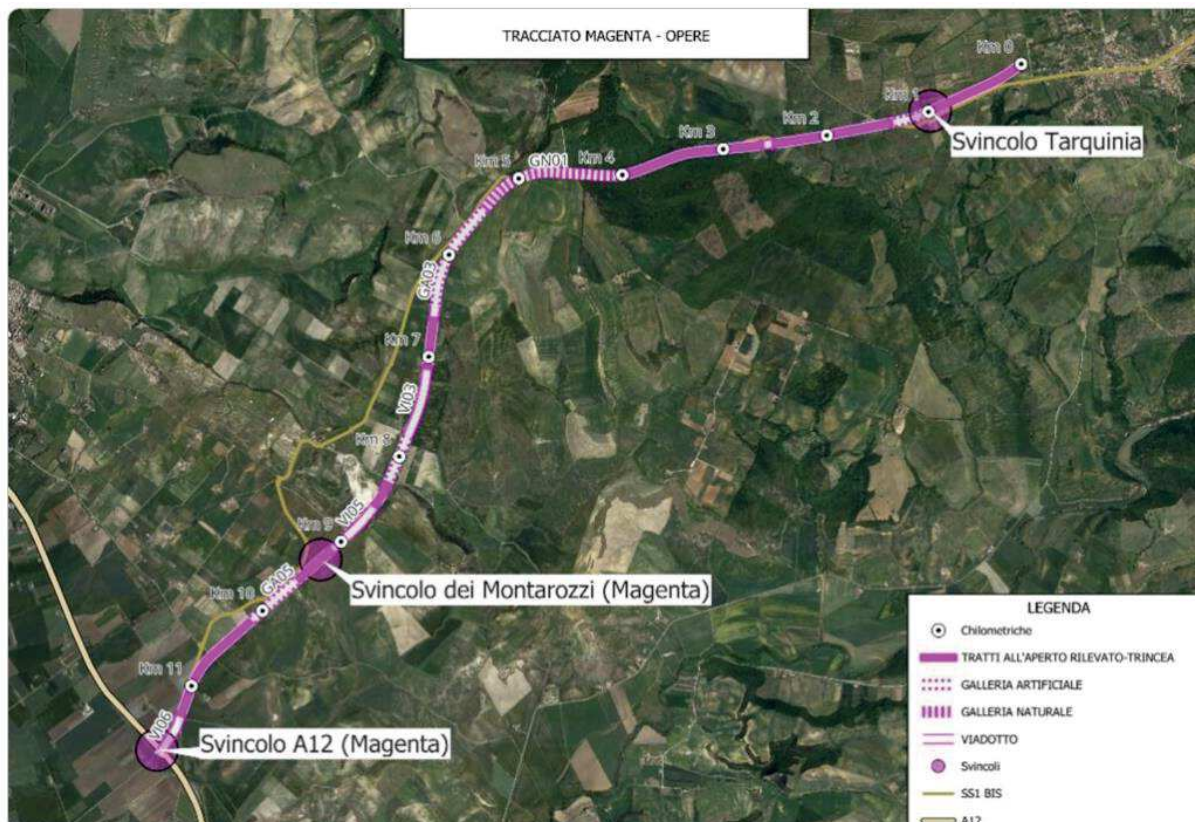 TRACCIATO MAGENTA - OPERE
Km 0
Km 1
Svincolo Tarquinia
Km 2
Km 3
Km 4
GN01
Km 5
Km 6
GA03
Km 7
VI03
Km 8
VI05
Km 9
Svincolo dei Montarozzi (Magenta)
GA05
Km 10
Km 11
VI06
Svincolo A12 (Magenta)
LEGENDA
Chilometriche
TRATTI ALL'APERTO RILEVATO-TRINCEA
GALLERIA ARTIFICIALE
GALLERIA NATURALE
VIADOTTO
Svincoli
SS1 BIS
A12